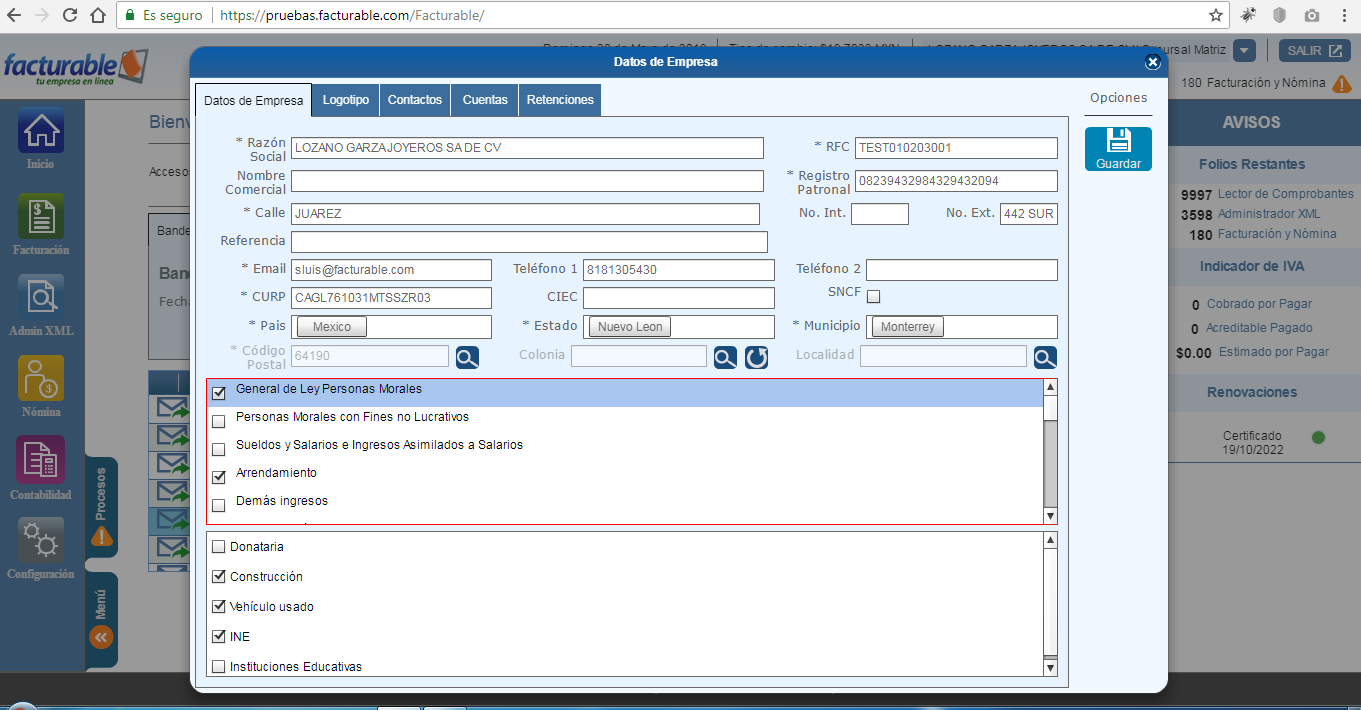 Es seguro | https://pruebas.facturable.com/Facturable/
facturable
tu empresa en línea
Matriz
SALIR
180 Facturación y Nómina
Datos de Empresa
Datos de Empresa
Logotipo
Contactos
Cuentas
Retenciones
Opciones
Guardar
* Razón Social
LOZANO GARZAJOYEROS SA DE CV
* RFC
TEST010203001
Nombre Comercial
* Registro Patronal
08239432984329432094
* Calle
JUAREZ
No. Int.
No. Ext.
442 SUR
Referencia
* Email
sluis@facturable.com
Teléfono 1
8181305430
Teléfono 2
* CURP
CAGL761031MTSSZR03
CIEC
SNCF
* Pais
Mexico
* Estado
Nuevo Leon
* Municipio
Monterrey
* Código Postal
64190
Colonia
Localidad
General de Ley Personas Morales
Personas Morales con Fines no Lucrativos
Sueldos y Salarios e Ingresos Asimilados a Salarios
Arrendamiento
Demás ingresos
Donataria
Construcción
Vehículo usado
INE
Instituciones Educativas
Inicio
Facturación
Admin XML
Nómina
Contabilidad
Configuración
Procesos
Menú
Bienv
Acceso
Bande
Ban
Fecha
AVISOS
Folios Restantes
9997 Lector de Comprobantes
3598 Administrador XML
180 Facturación y Nómina
Indicador de IVA
0 Cobrado por Pagar
0 Acreditable Pagado
$0.00 Estimado por Pagar
Renovaciones
Certificado
19/10/2022